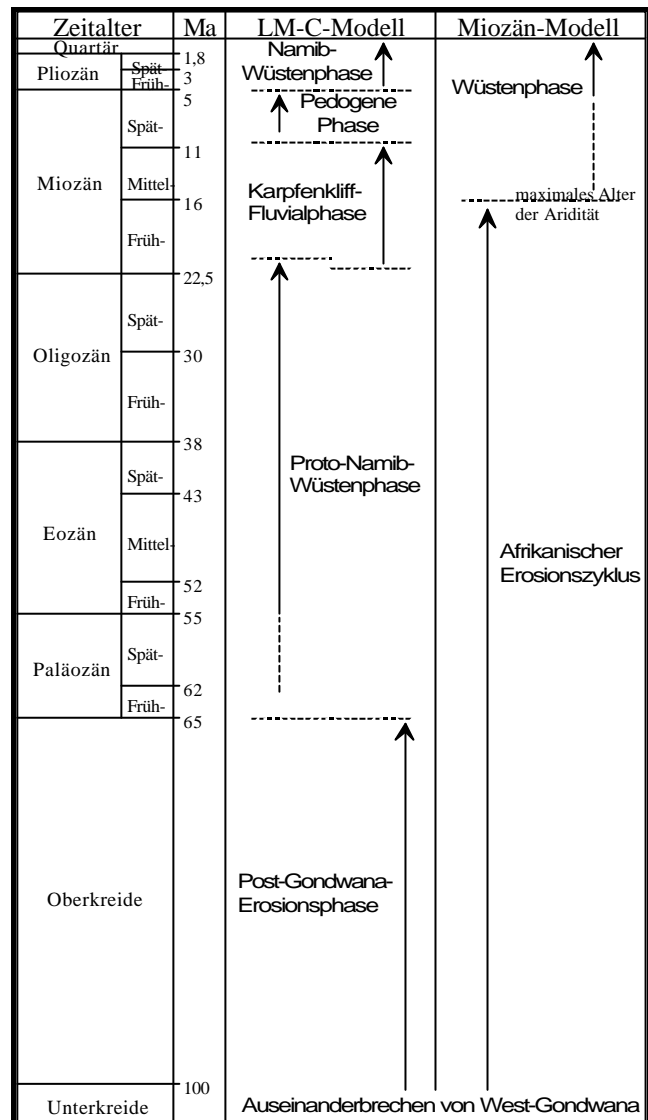 Zeitalter Ma LM-C-Modell Miozän-Modell
Quartär
1,8
Pliozän
Spät-
3
Früh-
5
Namib-
Wüstenphase
Wüstenphase
Pedogene
Phase
Miozän
Spät-
11
Mittel-
16
Früh-
22,5
Karpfenkliff-
Fluvialphase
maximales Alter
der Aridität
Oligozän
Spät-
30
Früh-
38
Proto-Namib-
Wüstenphase
Eozän
Spät-
43
Mittel-
52
Früh-
55
Afrikanischer
Erosionszyklus
Paläozän
Spät-
62
Früh-
65
Oberkreide
Post-Gondwana-
Erosionsphase
100
Unterkreide
Auseinanderbrechen von West-Gondwana